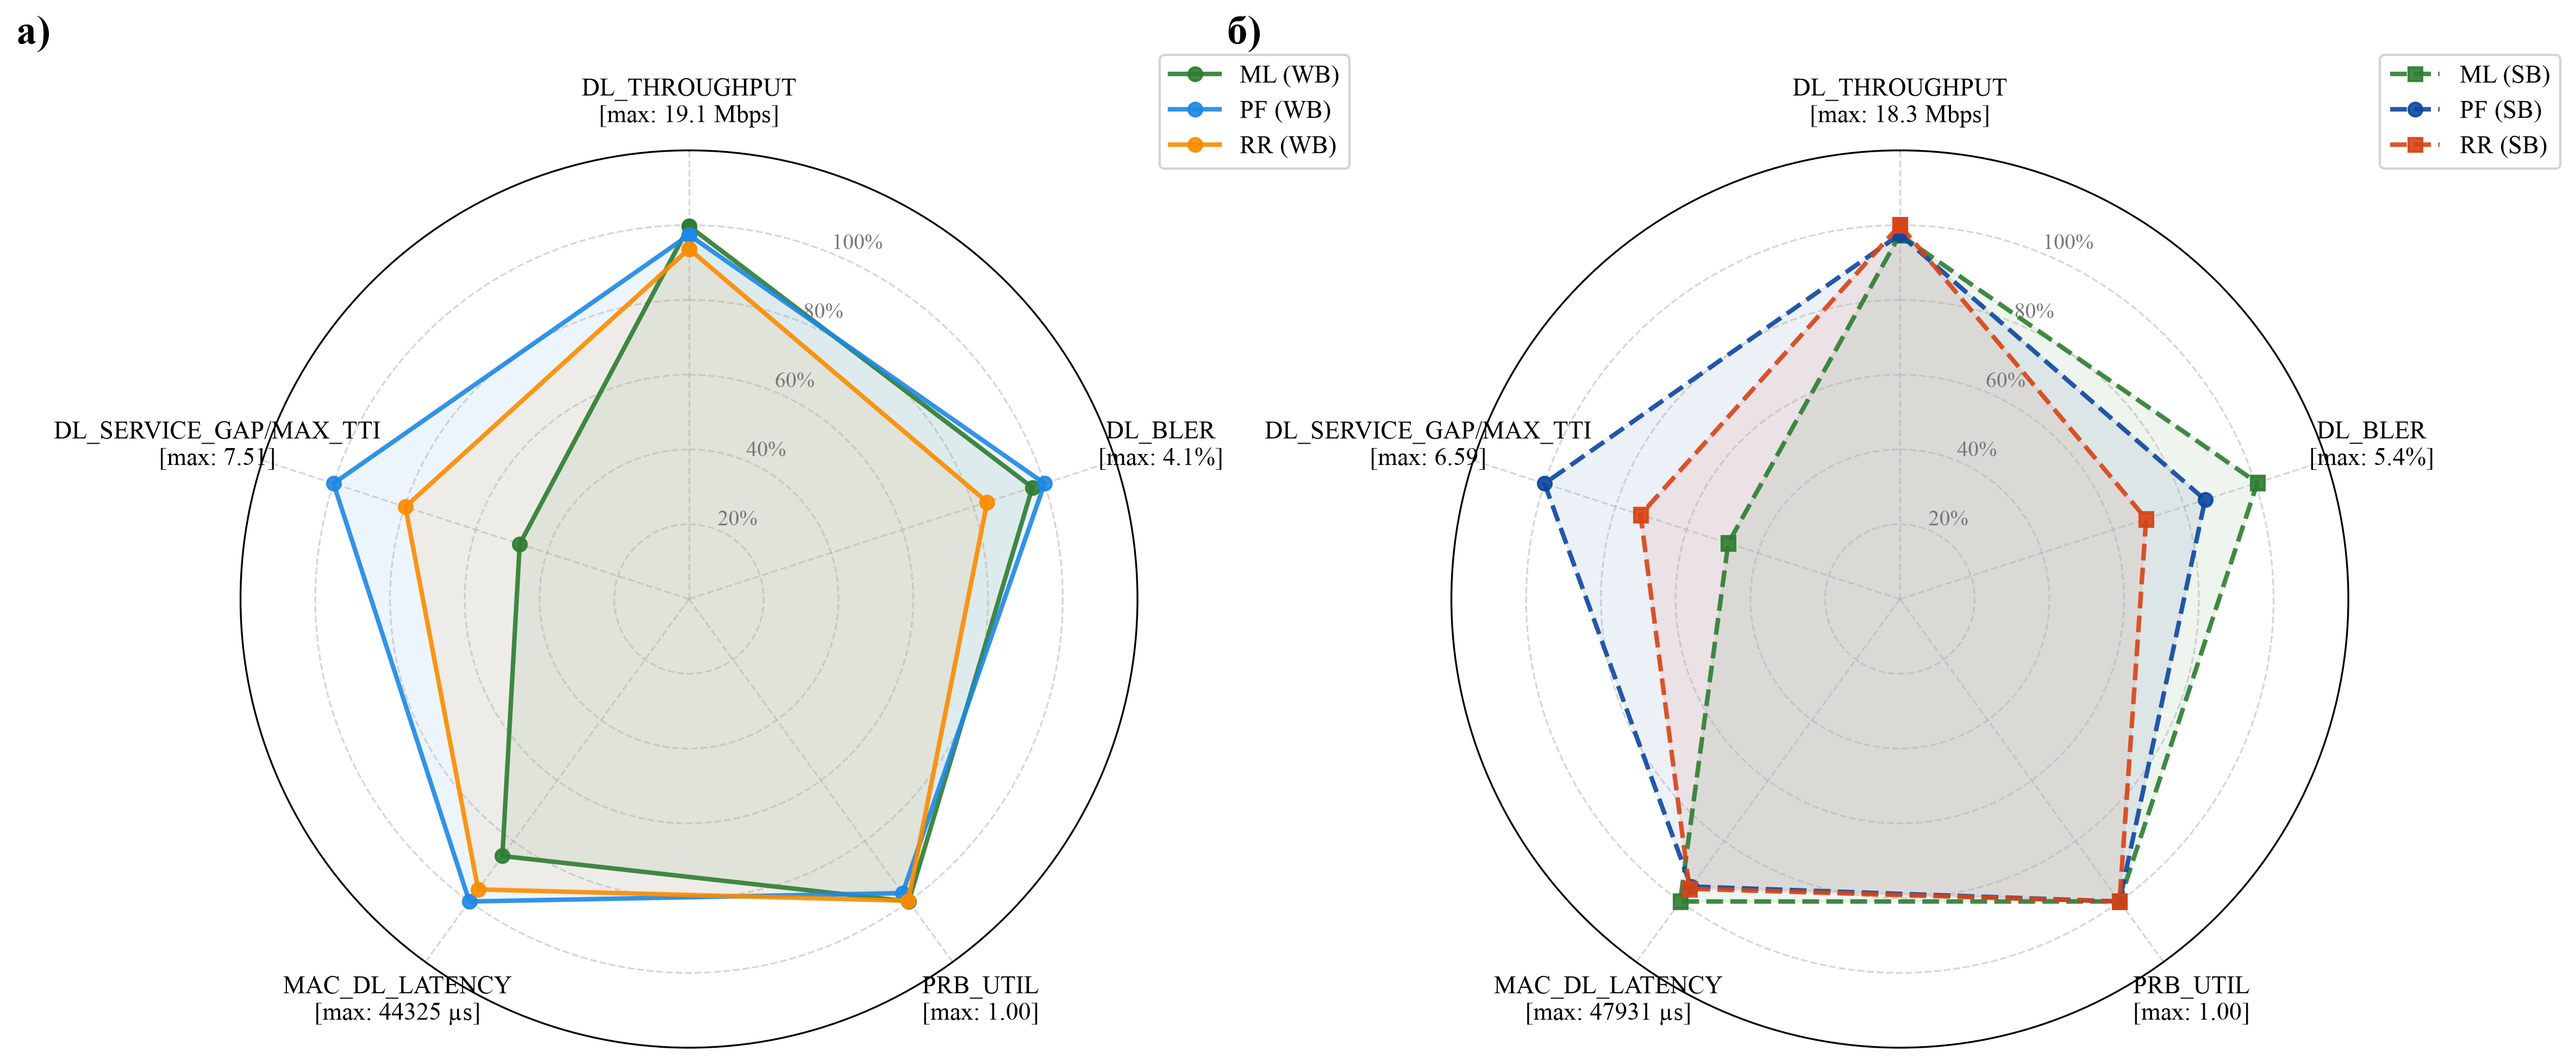 а)
ML (WB)
PF (WB)
RR (WB)
DL_THROUGHPUT
[max: 19.1 Mbps]
100%
80%
60%
40%
20%
DL_SERVICE_GAP/MAX_TTI
[max: 7.51]
DL_BLER
[max: 4.1%]
MAC_DL_LATENCY
[max: 44325 µs]
PRB_UTIL
[max: 1.00]
б)
ML (SB)
PF (SB)
RR (SB)
DL_THROUGHPUT
[max: 18.3 Mbps]
100%
80%
60%
40%
20%
DL_SERVICE_GAP/MAX_TTI
[max: 6.59]
DL_BLER
[max: 5.4%]
MAC_DL_LATENCY
[max: 47931 µs]
PRB_UTIL
[max: 1.00]